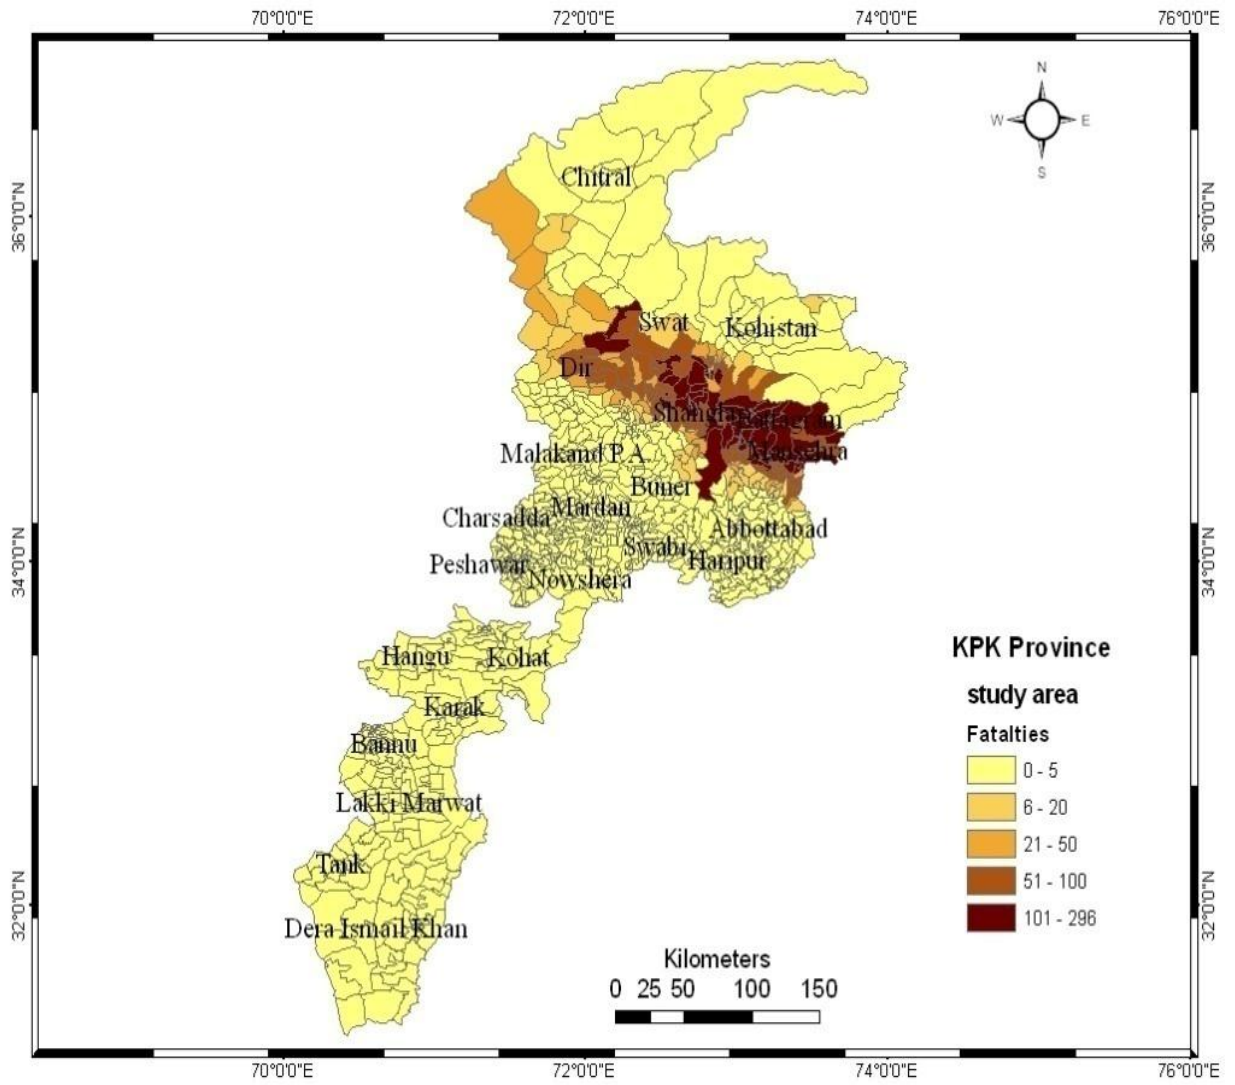 70°0'0"E 72°0'0"E 74°0'0"E 76°0'0"E
N
W E
S
36°0'0"N 36°0'0"N
Chitral
Swat
Kohistan
Dir
Shangla Battagram
Mansehra
Malakand P.A.
Buner
Mardan
Charsadda
Abbottabad
Swabi
Haripur
Peshawar
Nowshera
34°0'0"N 34°0'0"N
Hangu Kohat
Karak
Bannu
Lakki Marwat
Tank
Dera Ismail Khan
32°0'0"N 32°0'0"N
KPK Province
study area
Fatalties
0 - 5
6 - 20
21 - 50
51 - 100
101 - 296
Kilometers
0 25 50 100 150
70°0'0"E 72°0'0"E 74°0'0"E 76°0'0"E